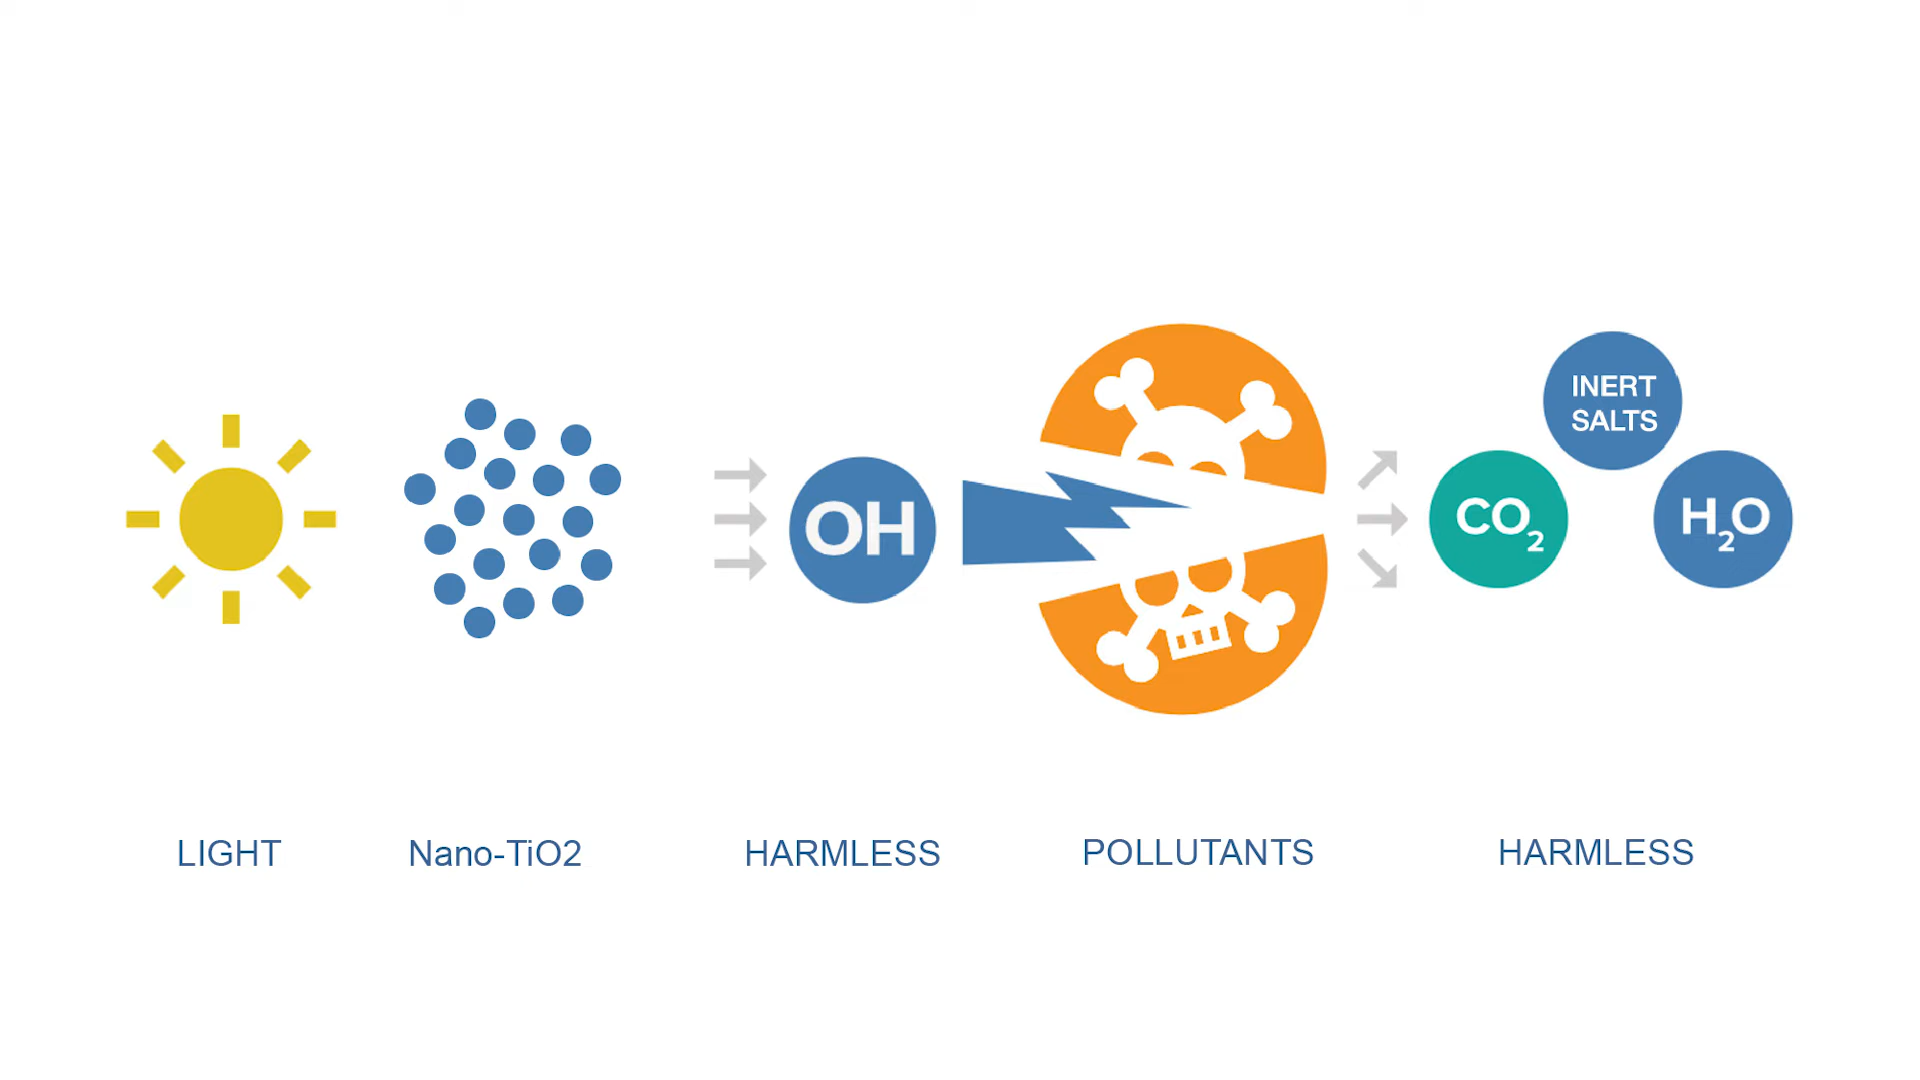 INERT
SALTS
OH
CO₂
H₂O
LIGHT
Nano-TiO2
HARMLESS
POLLUTANTS
HARMLESS